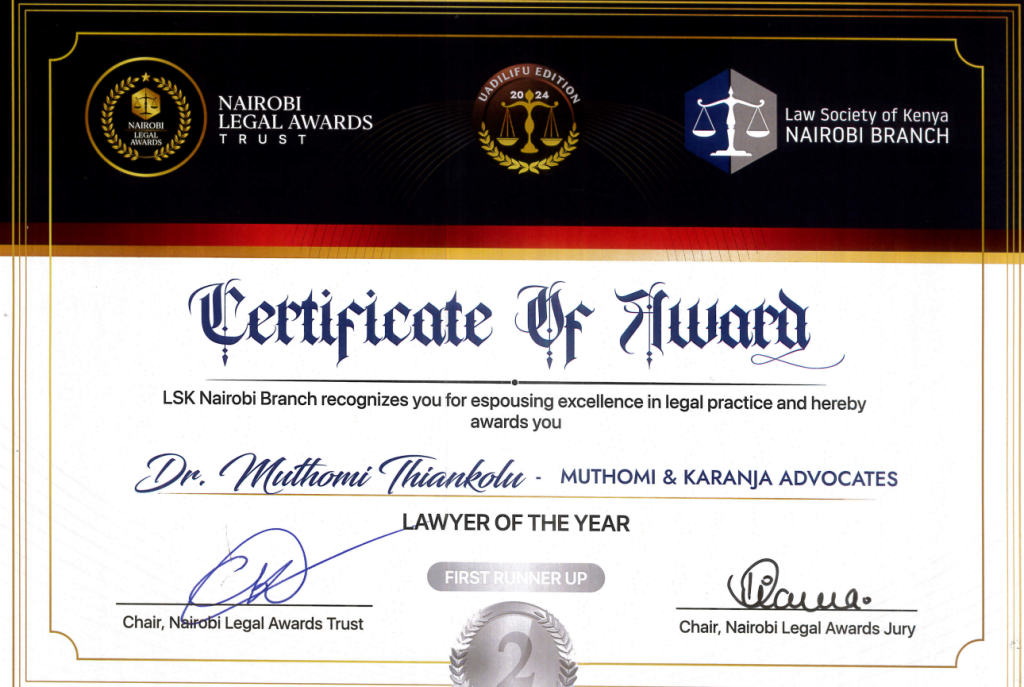 NAIROBI
LEGAL
AWARDS
NAIROBI
LEGAL AWARDS
TRUST
UADILIFU EDITION
2024
Law Society of Kenya
NAIROBI BRANCH
Certificate Of Award
LSK Nairobi Branch recognizes you for espousing excellence in legal practice and hereby
awards you
Dr. Muthomi Thiankolu - MUTHOMI & KARANJA ADVOCATES
LAWYER OF THE YEAR
FIRST RUNNER UP
Chair, Nairobi Legal Awards Trust
Chair, Nairobi Legal Awards Jury
2